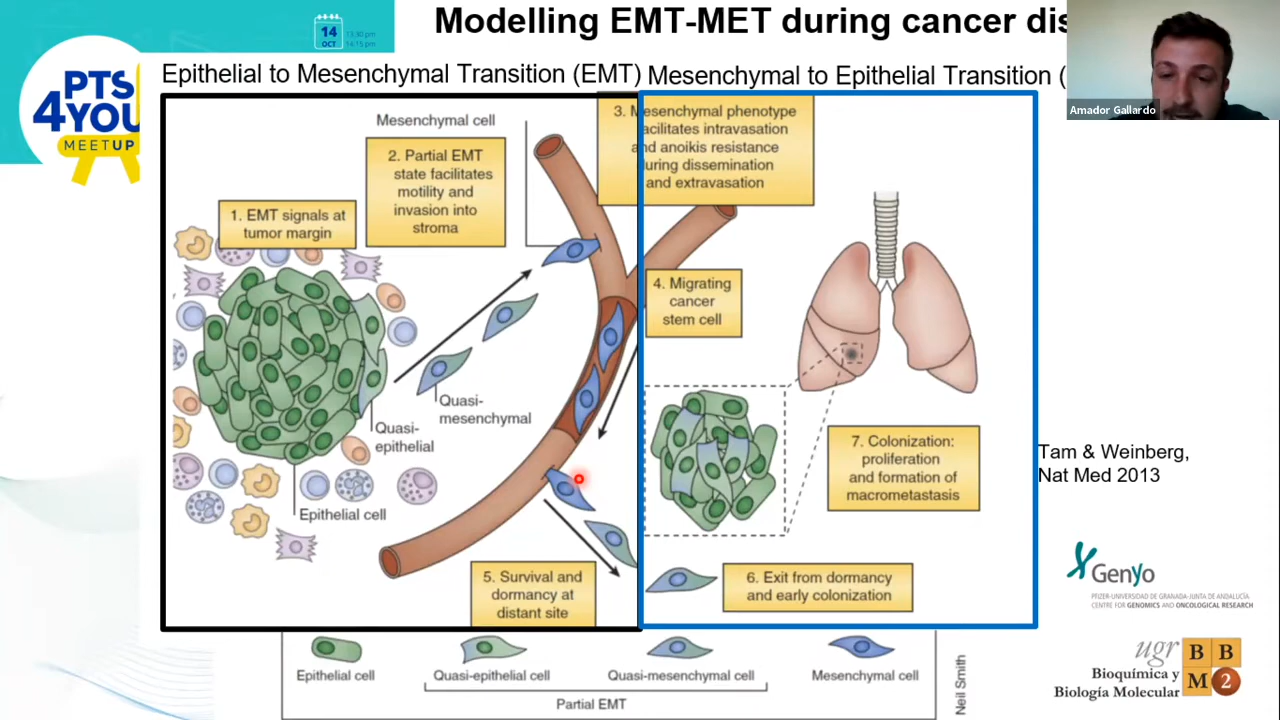 Modelling EMT-MET during cancer dis
14
OCT
13:30 pm
14:15 pm
PTS
4YOU
MEETUP
Amador Gallardo
Epithelial to Mesenchymal Transition (EMT)
Mesenchymal to Epithelial Transition (
Mesenchymal cell
1. EMT signals at
tumor margin
2. Partial EMT
state facilitates
motility and
invasion into
stroma
3. Mesenchymal phenotype
facilitates intravasation
and anoikis resistance
during dissemination
and extravasation
4. Migrating
cancer
stem cell
Quasi-
mesenchymal
Quasi-
epithelial
Epithelial cell
5. Survival and
dormancy at
distant site
6. Exit from dormancy
and early colonization
7. Colonization:
proliferation
and formation of
macrometastasis
Tam & Weinberg,
Nat Med 2013
Genyo
PFIZER-UNIVERSIDAD DE GRANADA-JUNTA DE ANDALUCÍA
CENTRE FOR GENOMICS AND ONCOLOGICAL RESEARCH
ugr
Bioquímica y
Biología Molecular
B B
M 2
Epithelial cell
Quasi-epithelial cell
Quasi-mesenchymal cell
Mesenchymal cell
Partial EMT
Neil Smith